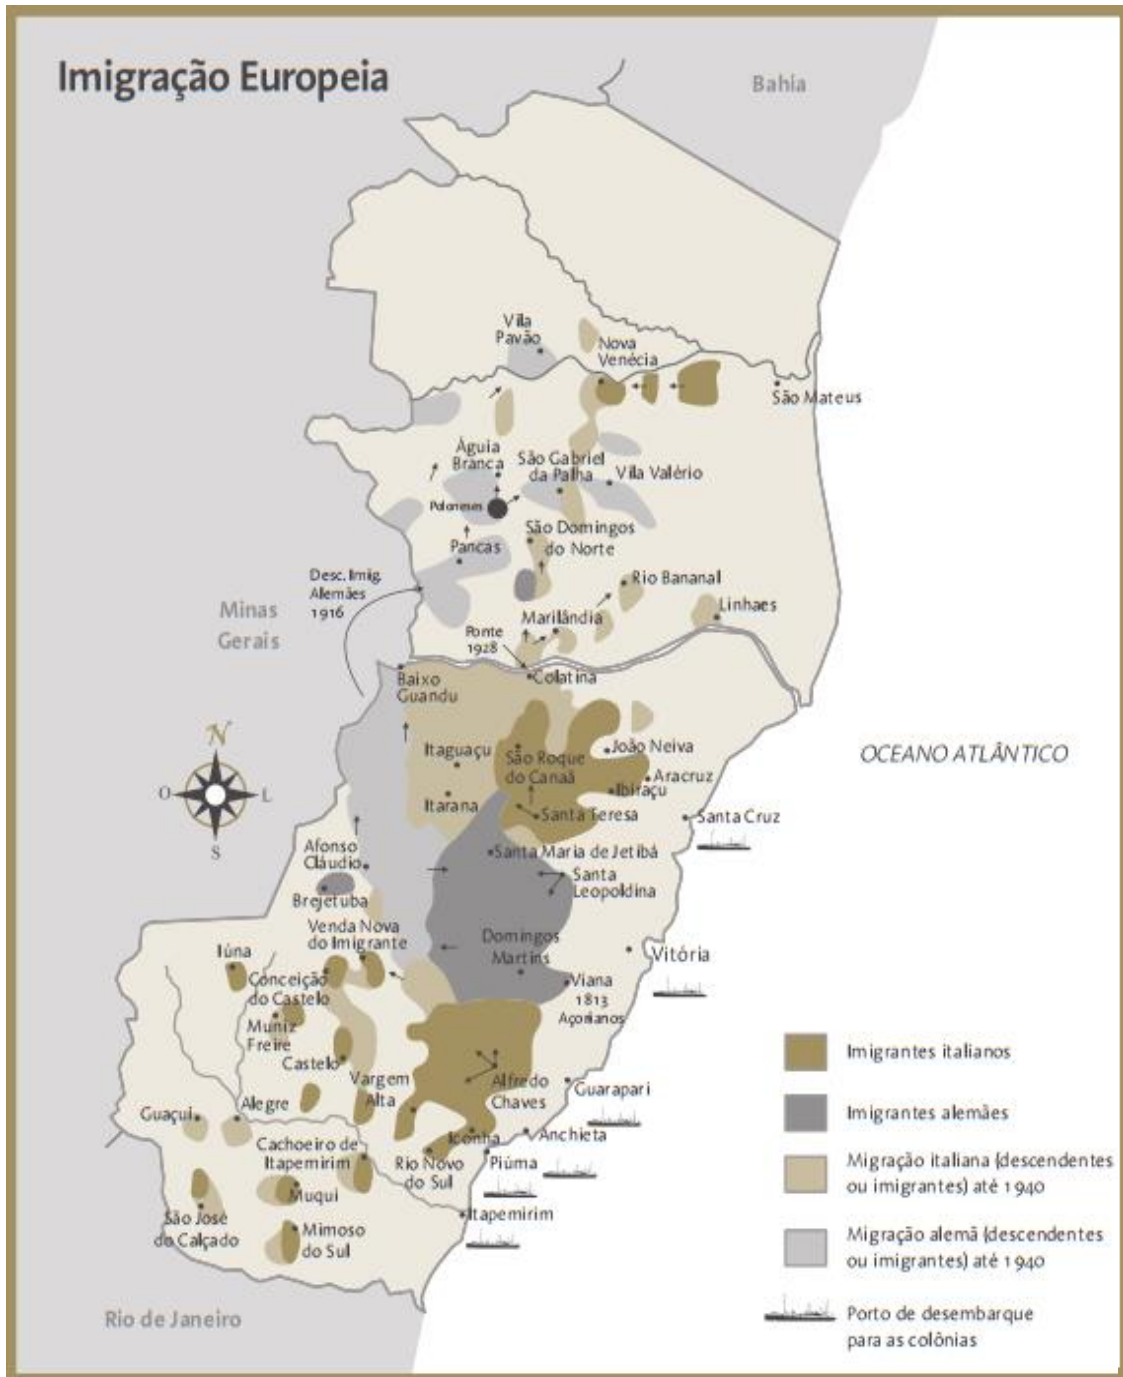 Imigração Europeia
Bahia
Vila
Pavão
Nova
Venécia
São Mateus
Águia
Branca
São Gabriel
da Palha
Vila Valério
Poloneses
São Domingos
do Norte
Pancas
Desc. Imig.
Alemães
1916
Rio Bananal
Minas
Gerais
Linhaes
Marilândia
Ponte
1928
Colatina
Baixo
Guandu
N
O
L
S
Itaguaçu
São Roque
do Canaã
João Neiva
OCEANO ATLÂNTICO
Aracruz
Ibiraçu
Itarana
Santa Teresa
Santa Cruz
Afonso
Cláudio
Santa Maria de Jetibá
Santa
Leopoldina
Brejetuba
Venda Nova
do Imigrante
Domingos
Martins
Vitória
Iúna
Conceição
do Castelo
Viana
1813
Açorianos
Muniz
Freire
Castelo
Vargem
Alta
Alfredo
Chaves
Guarapari
Guaçuí
Alegre
Iconha
Anchieta
Cachoeiro de
Itapemirim
Rio Novo
do Sul
Piúma
Muqui
São José
do Calçado
Itapemirim
Mimoso
do Sul
Rio de Janeiro
Imigrantes italianos
Imigrantes alemães
Migração italiana (descendentes
ou imigrantes) até 1940
Migração alemã (descendentes
ou imigrantes) até 1940
Porto de desembarque
para as colônias